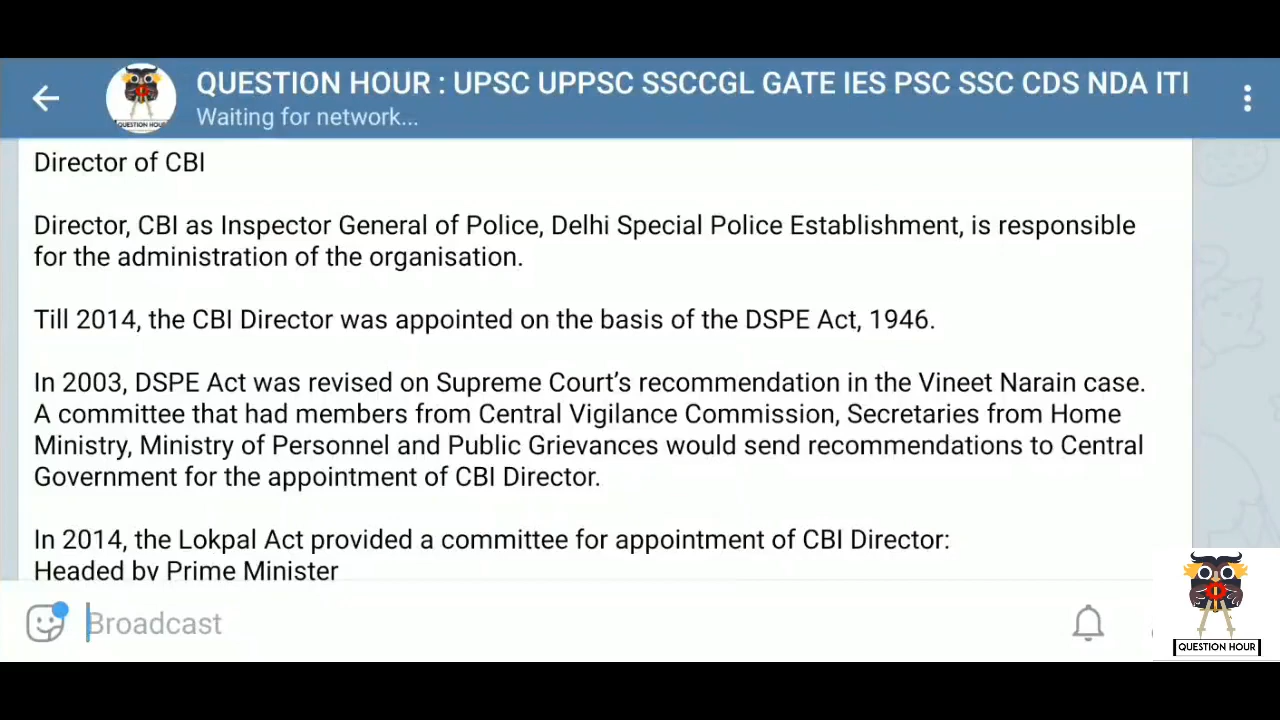 QUESTION HOUR : UPSC UPPSC SSCCGL GATE IES PSC SSC CDS NDA ITI
Waiting for network...
QUESTION HOUR
Director of CBI
Director, CBI as Inspector General of Police, Delhi Special Police Establishment, is responsible
for the administration of the organisation.
Till 2014, the CBI Director was appointed on the basis of the DSPE Act, 1946.
In 2003, DSPE Act was revised on Supreme Court’s recommendation in the Vineet Narain case.
A committee that had members from Central Vigilance Commission, Secretaries from Home
Ministry, Ministry of Personnel and Public Grievances would send recommendations to Central
Government for the appointment of CBI Director.
In 2014, the Lokpal Act provided a committee for appointment of CBI Director:
Headed by Prime Minister
Broadcast
QUESTION HOUR